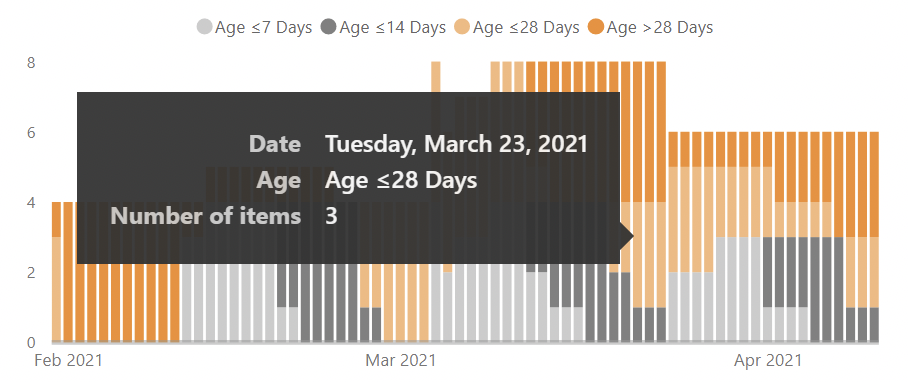 Age ≤7 Days Age ≤14 Days Age ≤28 Days Age >28 Days
8
6
4
2
0
Date Tuesday, March 23, 2021
Age Age ≤28 Days
Number of items 3
Feb 2021 Mar 2021 Apr 2021